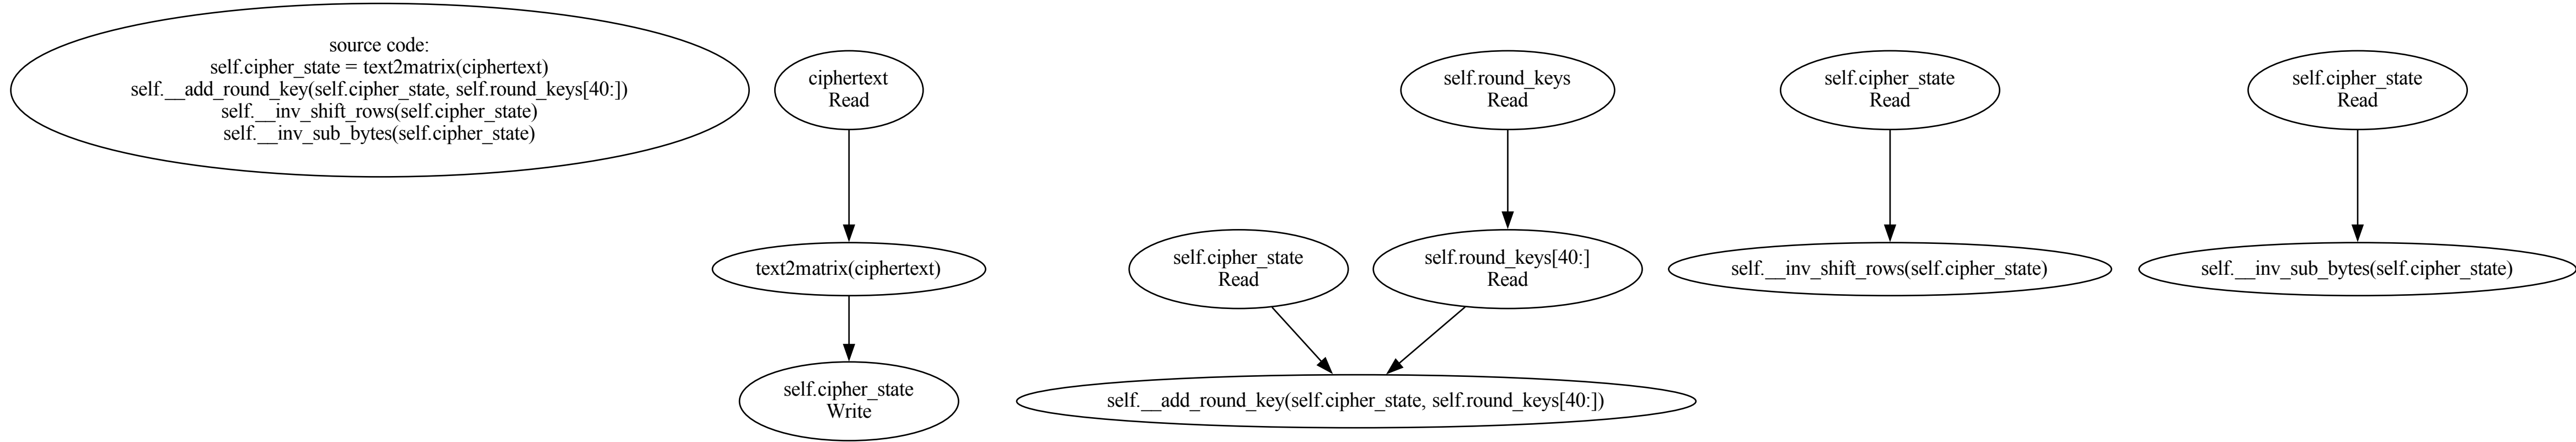 source code:
self.cipher_state = text2matrix(ciphertext)
self.__add_round_key(self.cipher_state, self.round_keys[40:])
self.__inv_shift_rows(self.cipher_state)
self.__inv_sub_bytes(self.cipher_state)
ciphertext
Read
text2matrix(ciphertext)
self.cipher_state
Write
self.round_keys
Read
self.cipher_state
Read
self.round_keys[40:]
Read
self.__add_round_key(self.cipher_state, self.round_keys[40:])
self.cipher_state
Read
self.__inv_shift_rows(self.cipher_state)
self.cipher_state
Read
self.__inv_sub_bytes(self.cipher_state)